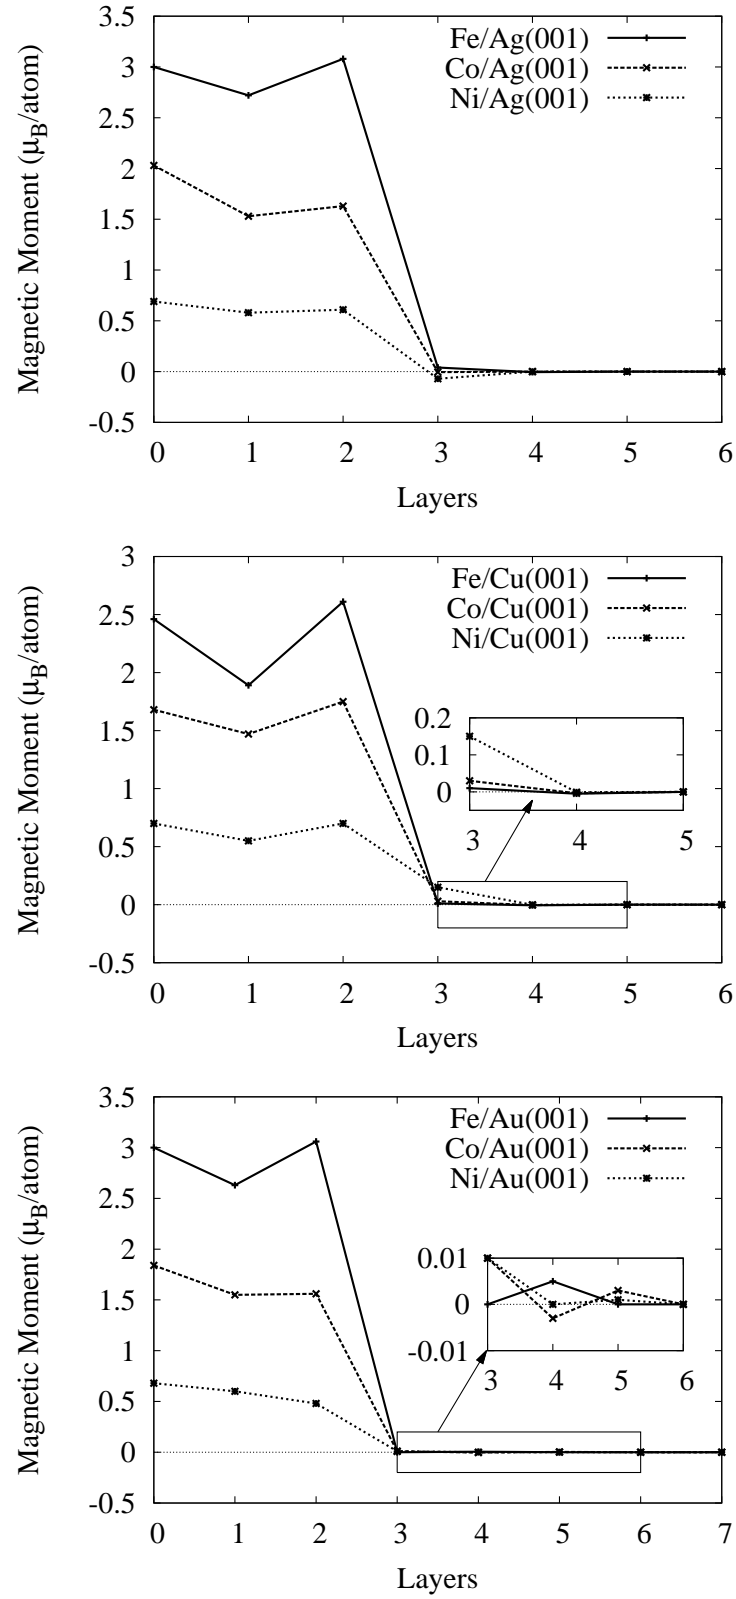 Fe/Ag(001)
Co/Ag(001)
Ni/Ag(001)
3.5
3
2.5
2
1.5
1
0.5
0
-0.5
Magnetic Moment (μB/atom)
0 1 2 3 4 5 6
Layers
Fe/Cu(001)
Co/Cu(001)
Ni/Cu(001)
3
2.5
2
1.5
1
0.5
0
-0.5
Magnetic Moment (μB/atom)
0.2
0.1
0
3 4 5
0 1 2 3 4 5 6
Layers
Fe/Au(001)
Co/Au(001)
Ni/Au(001)
3.5
3
2.5
2
1.5
1
0.5
0
-0.5
Magnetic Moment (μB/atom)
0.01
0
-0.01
3 4 5 6
0 1 2 3 4 5 6 7
Layers